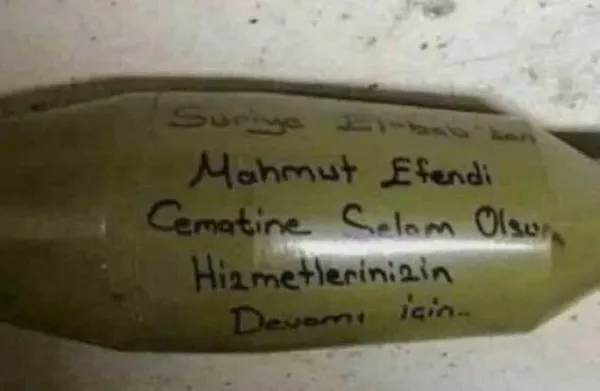 Suriye El-bab'dan
Mahmut Efendi
Cematine Selam Olsun
Hizmetlerinizin
Devamı için..